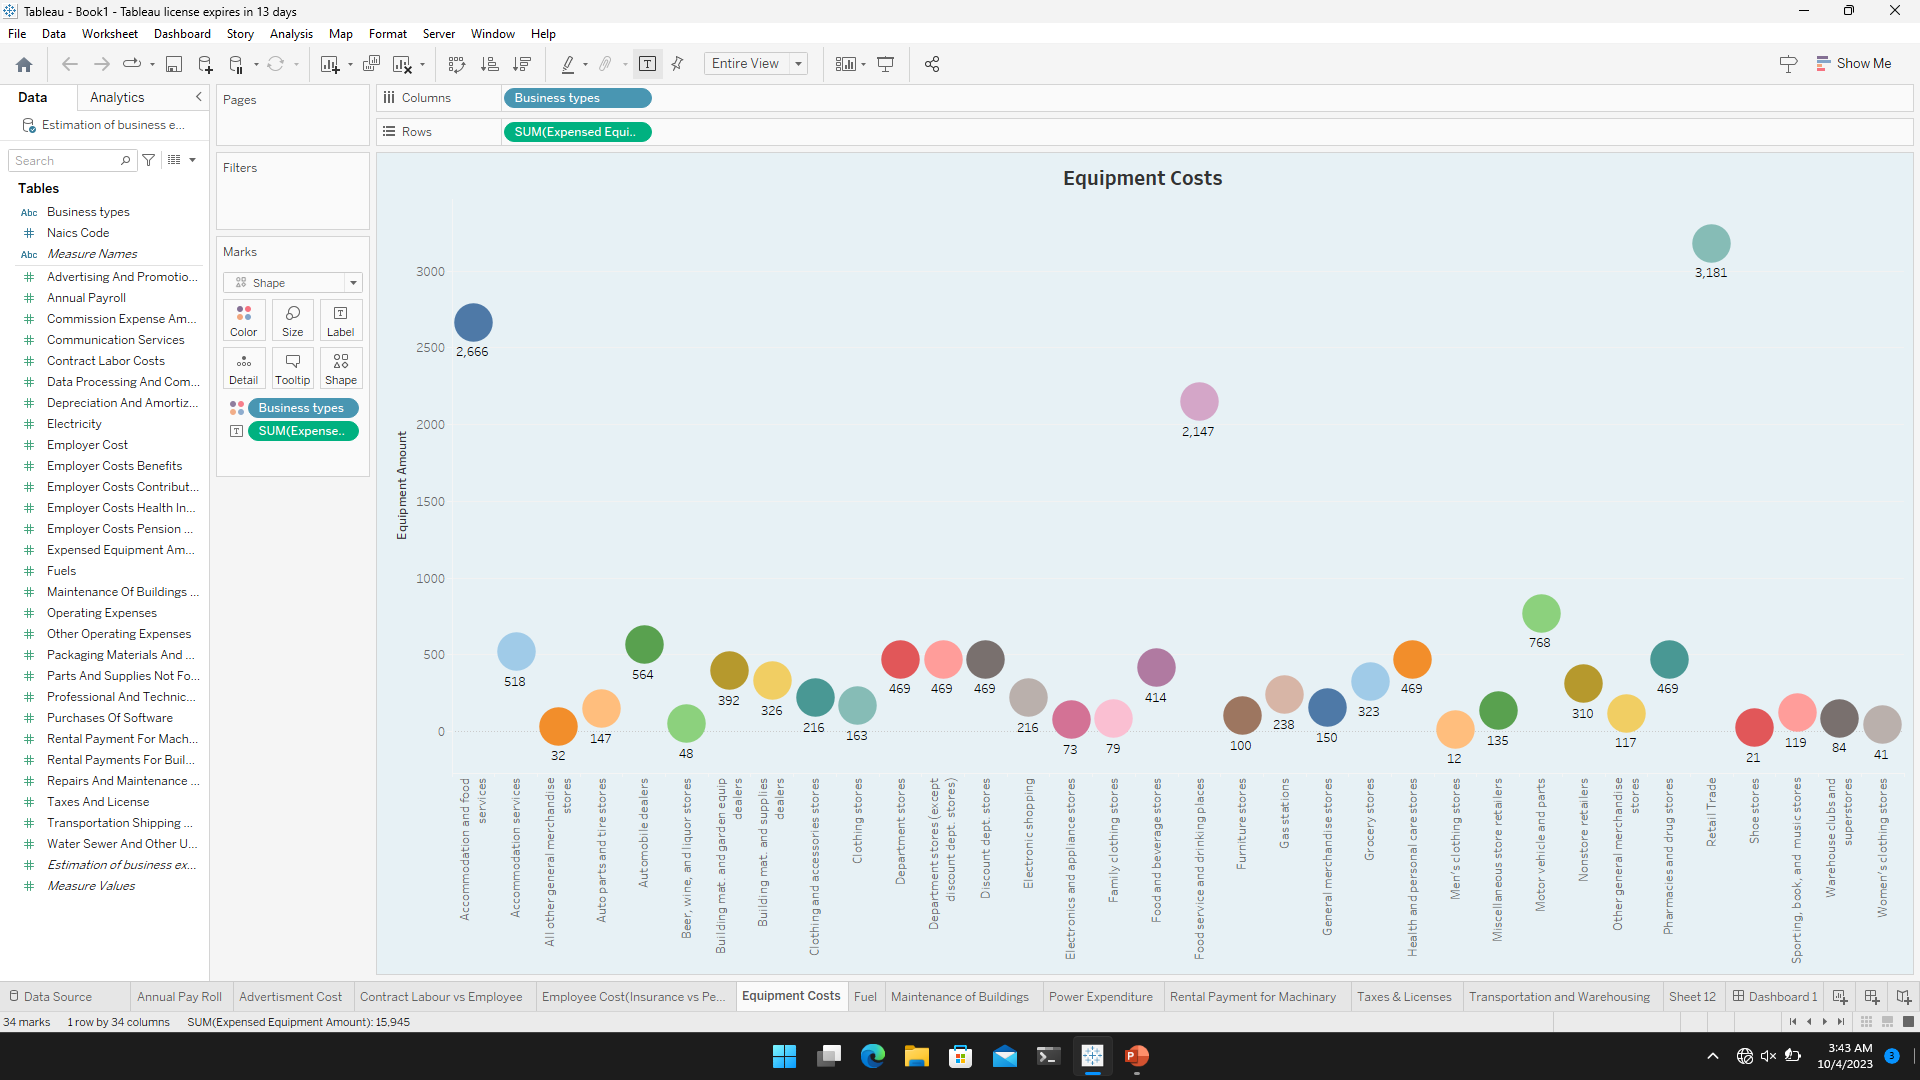 Tableau - Book1 - Tableau license expires in 13 days
File Data Worksheet Dashboard Story Analysis Map Format Server Window Help
Entire View
Show Me
Data Analytics
Estimation of business e...
Search
Tables
Abc Business types
# Naics Code
Abc Measure Names
# Advertising And Promotio...
# Annual Payroll
# Commission Expense Am...
# Communication Services
# Contract Labor Costs
# Data Processing And Com...
# Depreciation And Amortiz...
# Electricity
# Employer Cost
# Employer Costs Benefits
# Employer Costs Contribut...
# Employer Costs Health In...
# Employer Costs Pension ...
# Expensed Equipment Am...
# Fuels
# Maintenance Of Buildings ...
# Operating Expenses
# Other Operating Expenses
# Packaging Materials And ...
# Parts And Supplies Not Fo...
# Professional And Technic...
# Purchases Of Software
# Rental Payment For Mach...
# Rental Payments For Buil...
# Repairs And Maintenance ...
# Taxes And License
# Transportation Shipping ...
# Water Sewer And Other U...
# Estimation of business ex...
# Measure Values
Pages
Filters
Marks
Shape
Color Size Label
Detail Tooltip Shape
Business types
SUM(Expense..
Columns Business types
Rows SUM(Expensed Equi..
Equipment Costs
Equipment Amount
3000
2500
2000
1500
1000
500
0
2,666
518
32
147
564
48
392
326
216
163
469
469
469
216
73
79
414
2,147
100
238
150
323
469
12
135
768
310
117
469
3,181
21
119
84
41
Accommodation and food
services
Accommodation services
All other general merchandise
stores
Auto parts and tire stores
Automobile dealers
Beer, wine, and liquor stores
Building mat. and garden equip
dealers
Building mat. and supplies
dealers
Clothing and accessories stores
Clothing stores
Department stores
Department stores (except
discount dept. stores)
Discount dept. stores
Electronic shopping
Electronics and appliance stores
Family clothing stores
Food and beverage stores
Food service and drinking places
Furniture stores
Gas stations
General merchandise stores
Grocery stores
Health and personal care stores
Men's clothing stores
Miscellaneous store retailers
Motor vehicle and parts
Nonstore retailers
Other general merchandise
stores
Pharmacies and drug stores
Retail Trade
Shoe stores
Sporting, book, and music stores
Warehouse clubs and
superstores
Women's clothing stores
Data Source Annual Pay Roll Advertisment Cost Contract Labour vs Employee Employee Cost(Insurance vs Pe... Equipment Costs Fuel Maintenance of Buildings Power Expenditure Rental Payment for Machinary Taxes & Licenses Transportation and Warehousing Sheet 12 Dashboard 1
34 marks 1 row by 34 columns SUM(Expensed Equipment Amount): 15,945
3:43 AM
10/4/2023
3